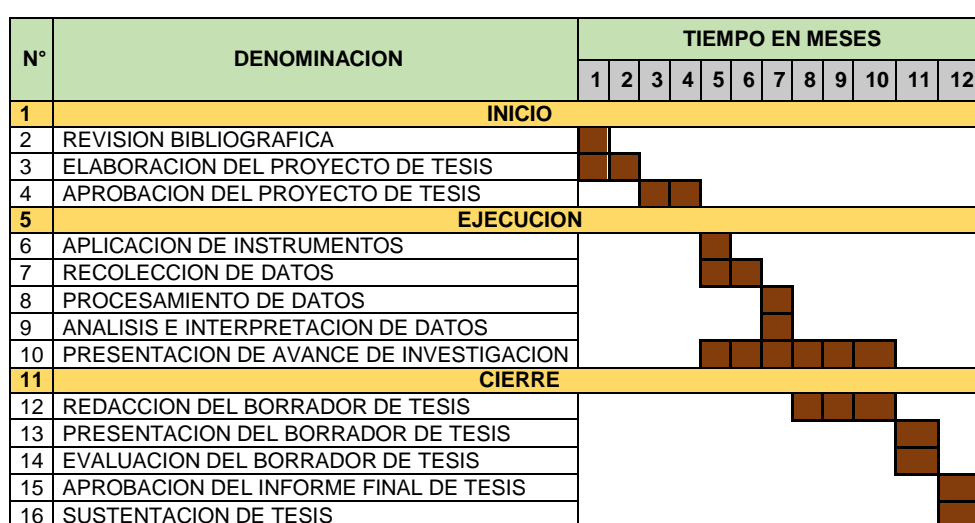 N° DENOMINACION TIEMPO EN MESES
1 2 3 4 5 6 7 8 9 10 11 12
1 INICIO
2 REVISION BIBLIOGRAFICA
3 ELABORACION DEL PROYECTO DE TESIS
4 APROBACION DEL PROYECTO DE TESIS
5 EJECUCION
6 APLICACION DE INSTRUMENTOS
7 RECOLECCION DE DATOS
8 PROCESAMIENTO DE DATOS
9 ANALISIS E INTERPRETACION DE DATOS
10 PRESENTACION DE AVANCE DE INVESTIGACION
11 CIERRE
12 REDACCION DEL BORRADOR DE TESIS
13 PRESENTACION DEL BORRADOR DE TESIS
14 EVALUACION DEL BORRADOR DE TESIS
15 APROBACION DEL INFORME FINAL DE TESIS
16 SUSTENTACION DE TESIS